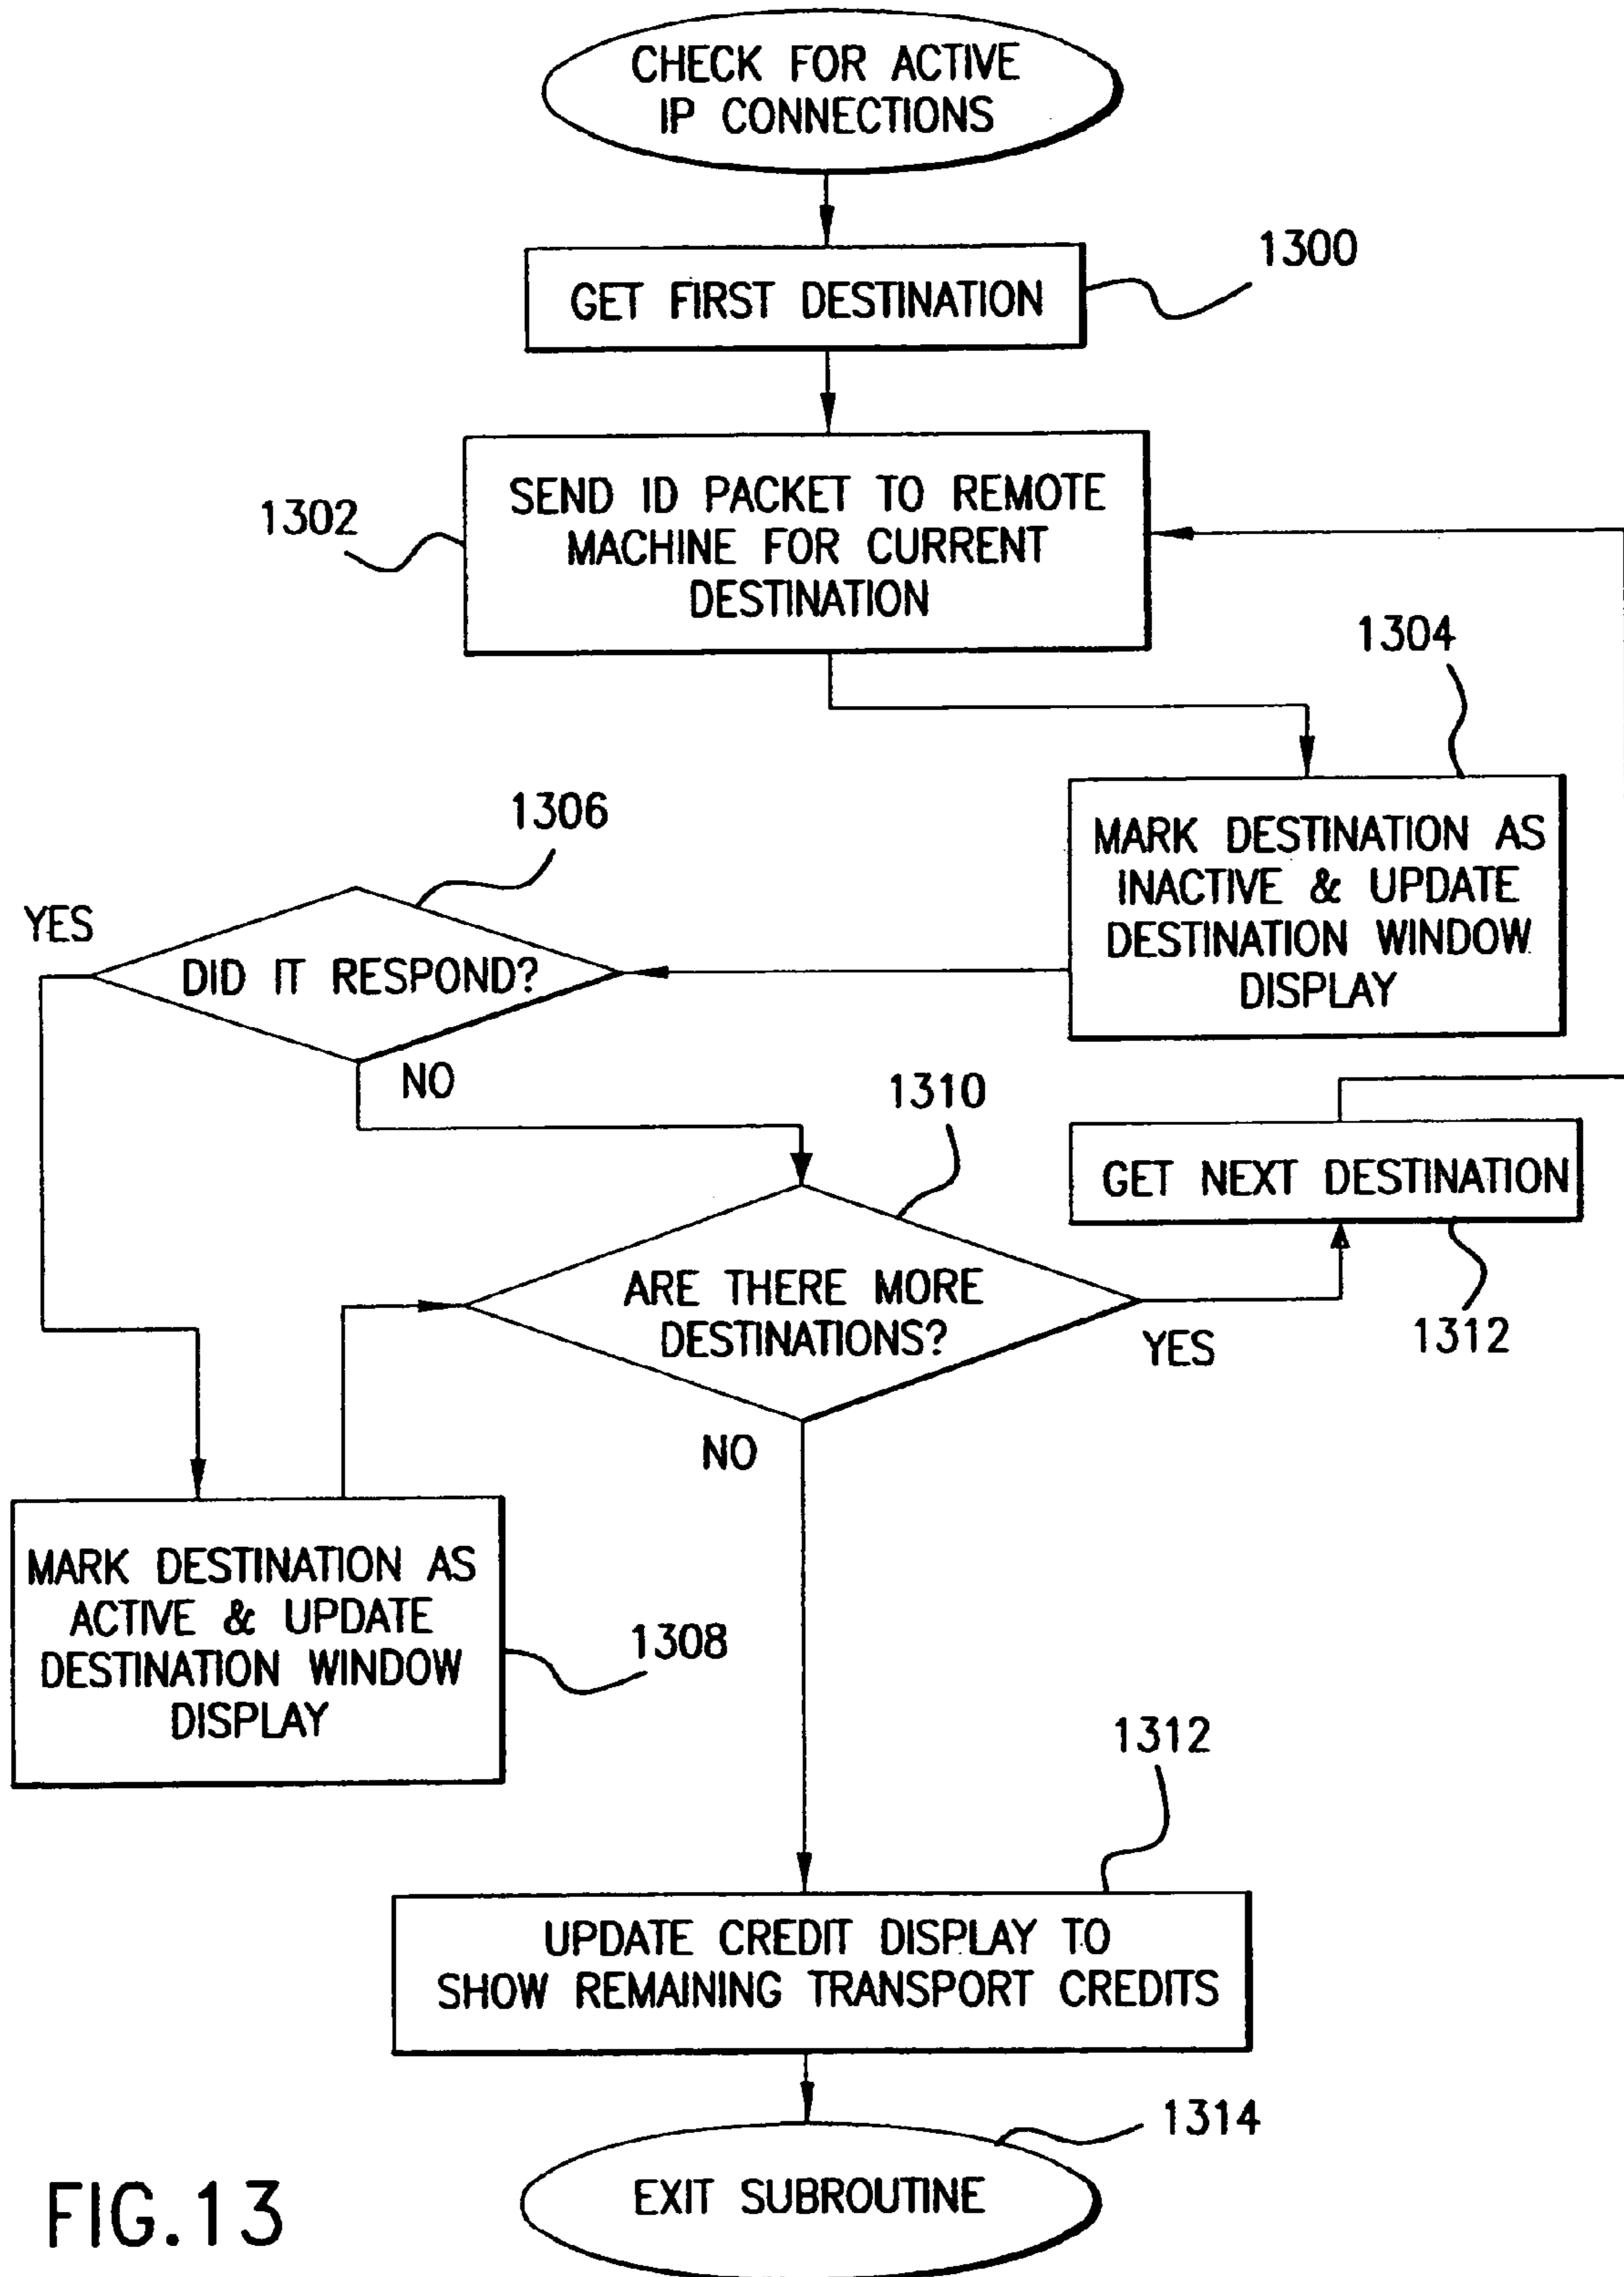 CHECK FOR ACTIVE
IP CONNECTIONS
1300
GET FIRST DESTINATION
1302
SEND ID PACKET TO REMOTE
MACHINE FOR CURRENT
DESTINATION
1304
MARK DESTINATION AS
INACTIVE & UPDATE
DESTINATION WINDOW
DISPLAY
1306
YES
DID IT RESPOND?
NO
1310
GET NEXT DESTINATION
1312
ARE THERE MORE
DESTINATIONS?
YES
NO
MARK DESTINATION AS
ACTIVE & UPDATE
DESTINATION WINDOW
DISPLAY
1308
1312
UPDATE CREDIT DISPLAY TO
SHOW REMAINING TRANSPORT CREDITS
1314
EXIT SUBROUTINE
FIG.13